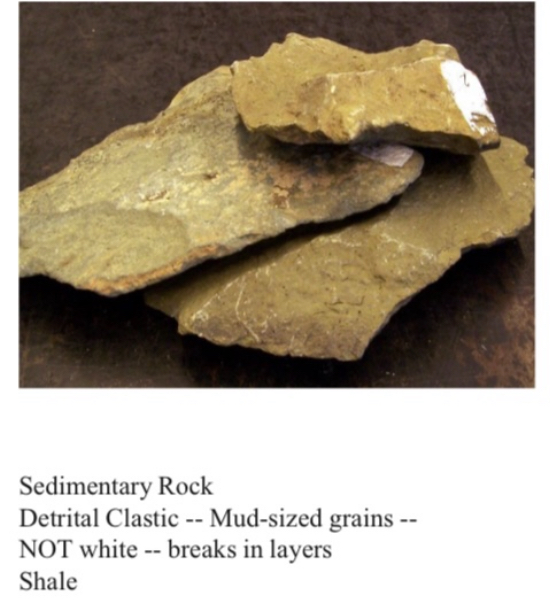 Sedimentary Rock
Detrital Clastic -- Mud-sized grains --
NOT white -- breaks in layers
Shale